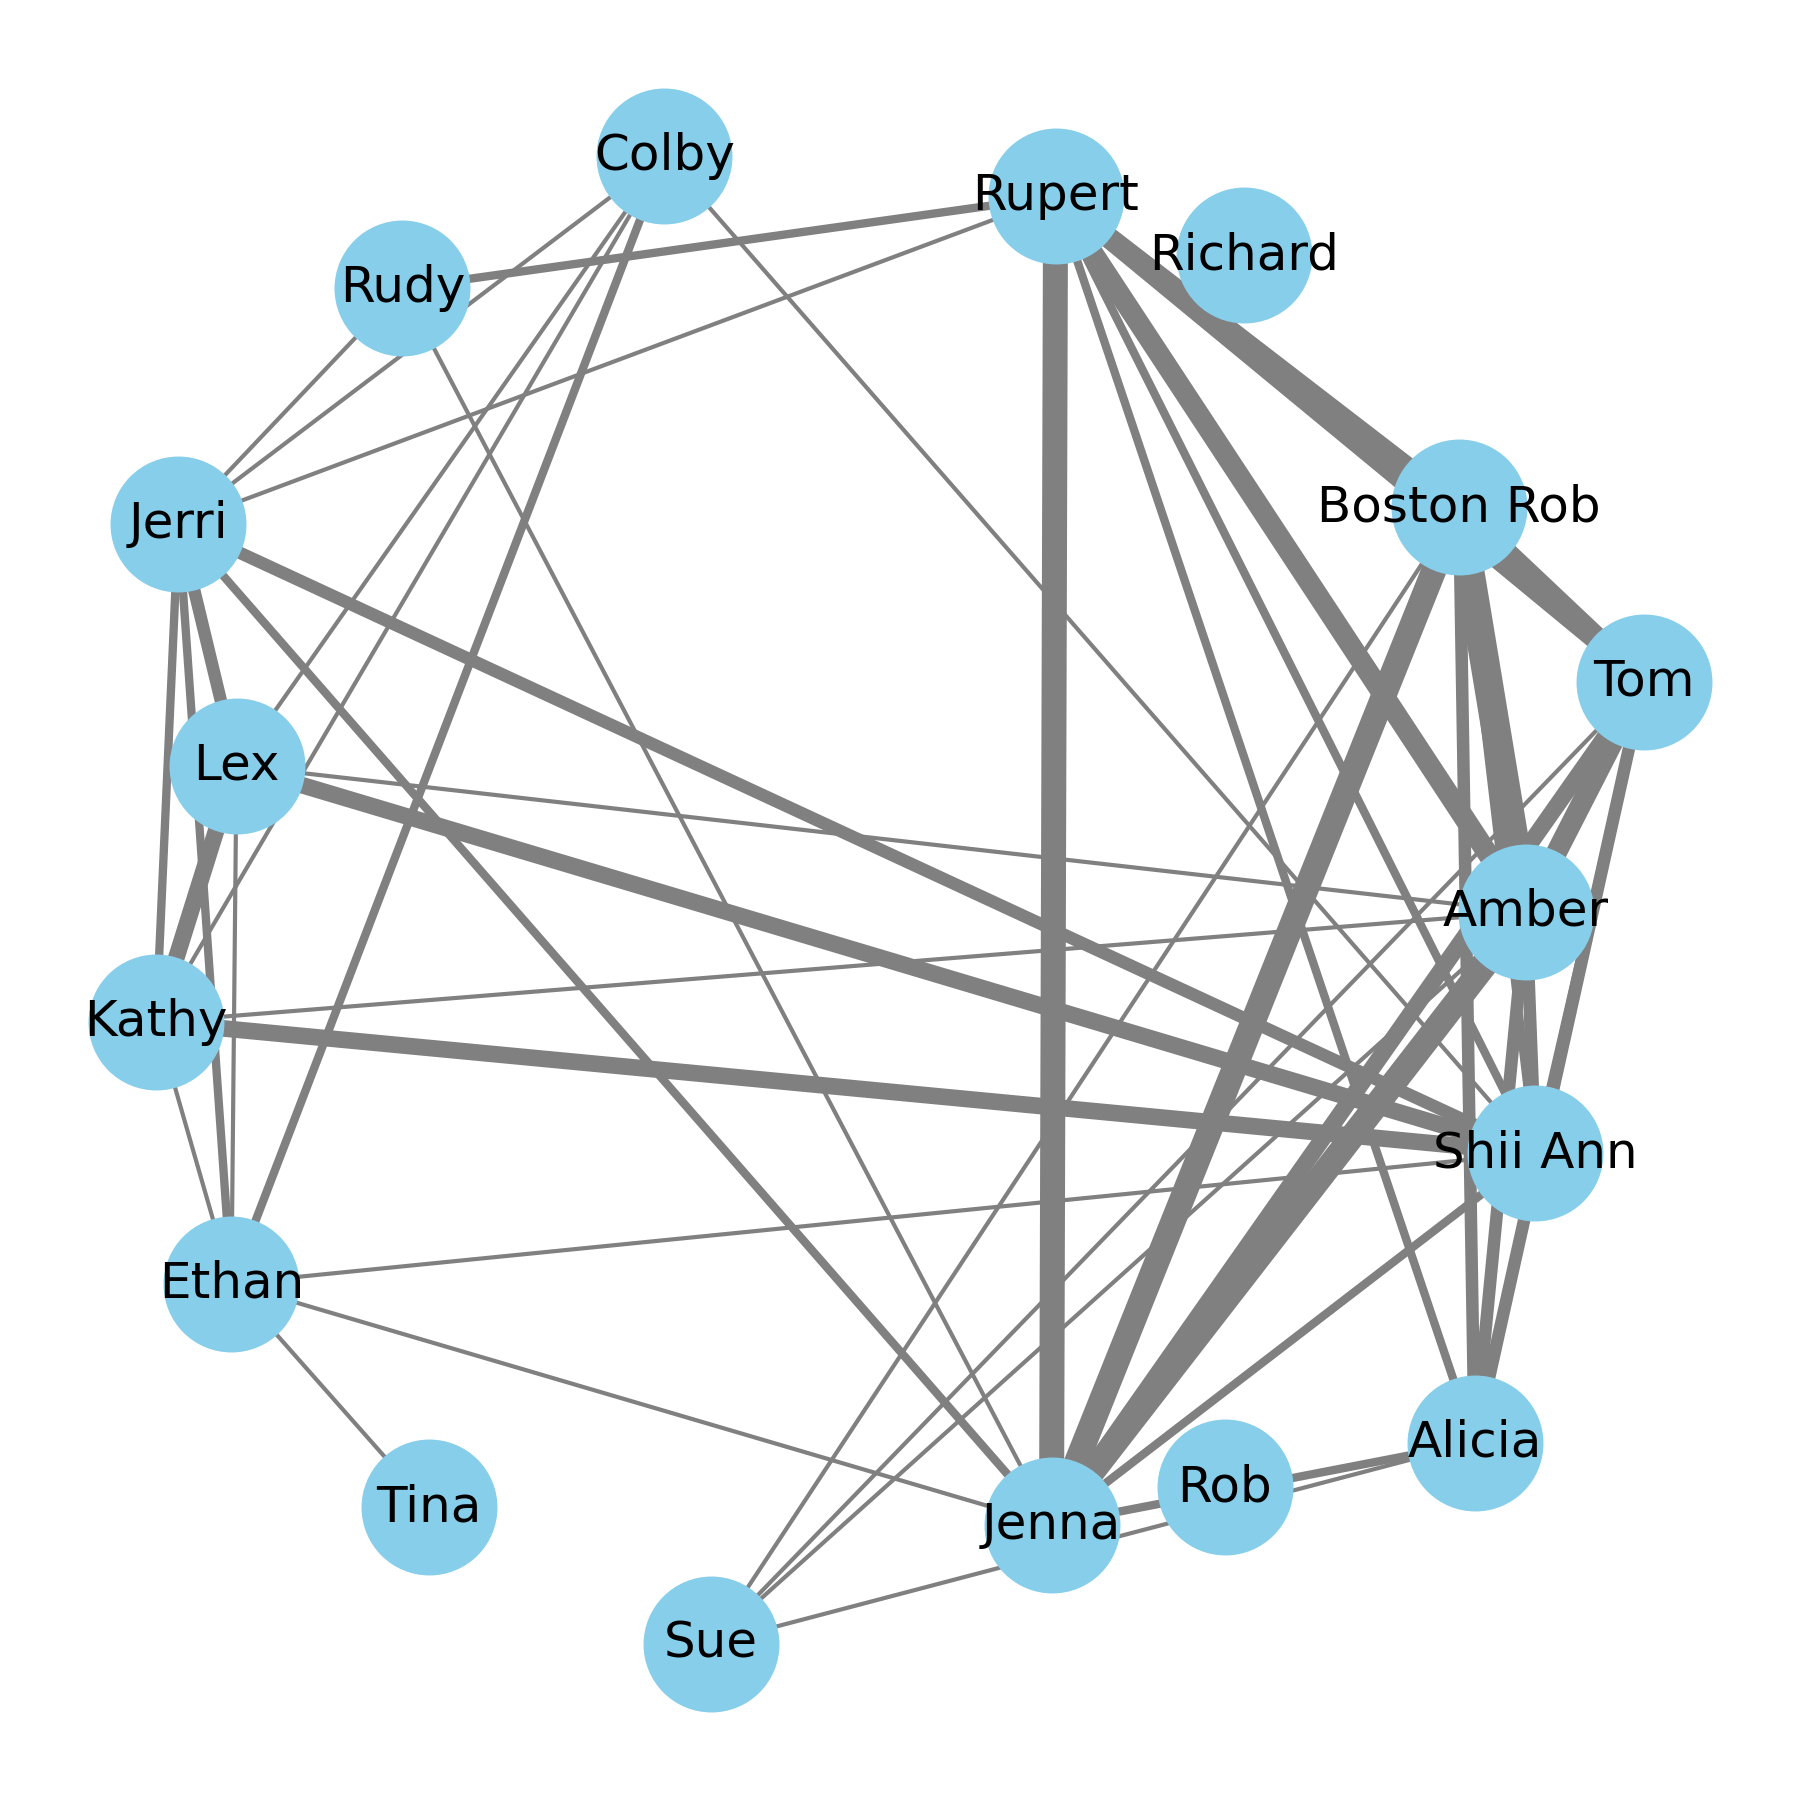 Colby
Rupert
Richard
Rudy
Boston Rob
Jerri
Tom
Lex
Amber
Kathy
Shii Ann
Ethan
Alicia
Rob
Tina
Jenna
Sue